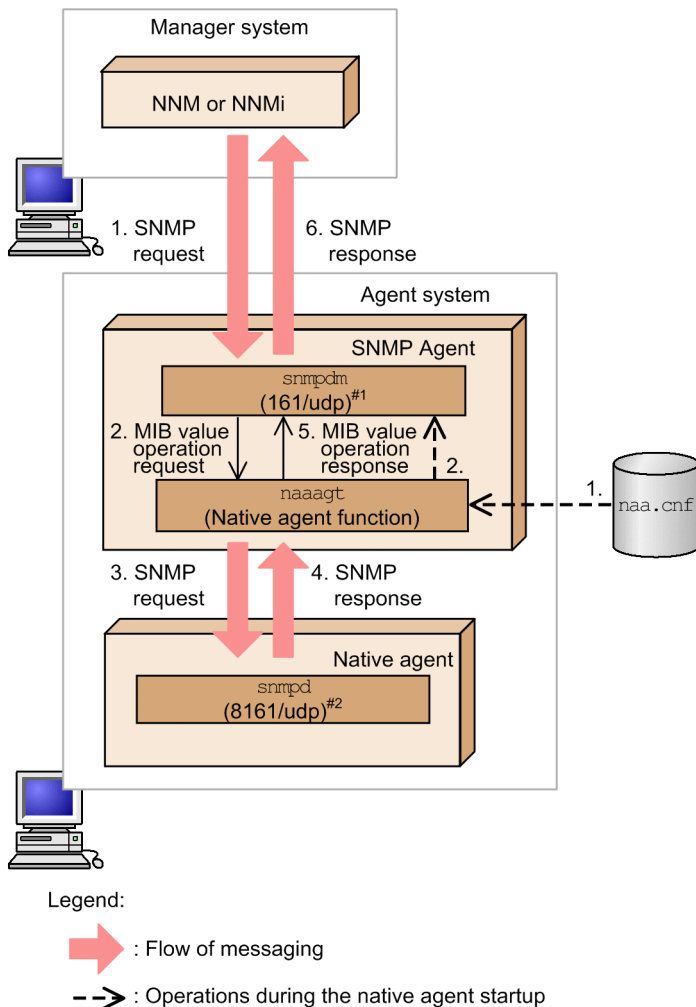 Manager system
NNM or NNMi
1. SNMP
request
6. SNMP
response
Agent system
SNMP Agent
snmpdm
(161/udp)#1
2. MIB value
operation
request
5. MIB value
operation
response
2.
naaagt
(Native agent function)
1.
naa.cnf
3. SNMP
request
4. SNMP
response
Native agent
snmpd
(8161/udp)#2
Legend:
: Flow of messaging
: Operations during the native agent startup